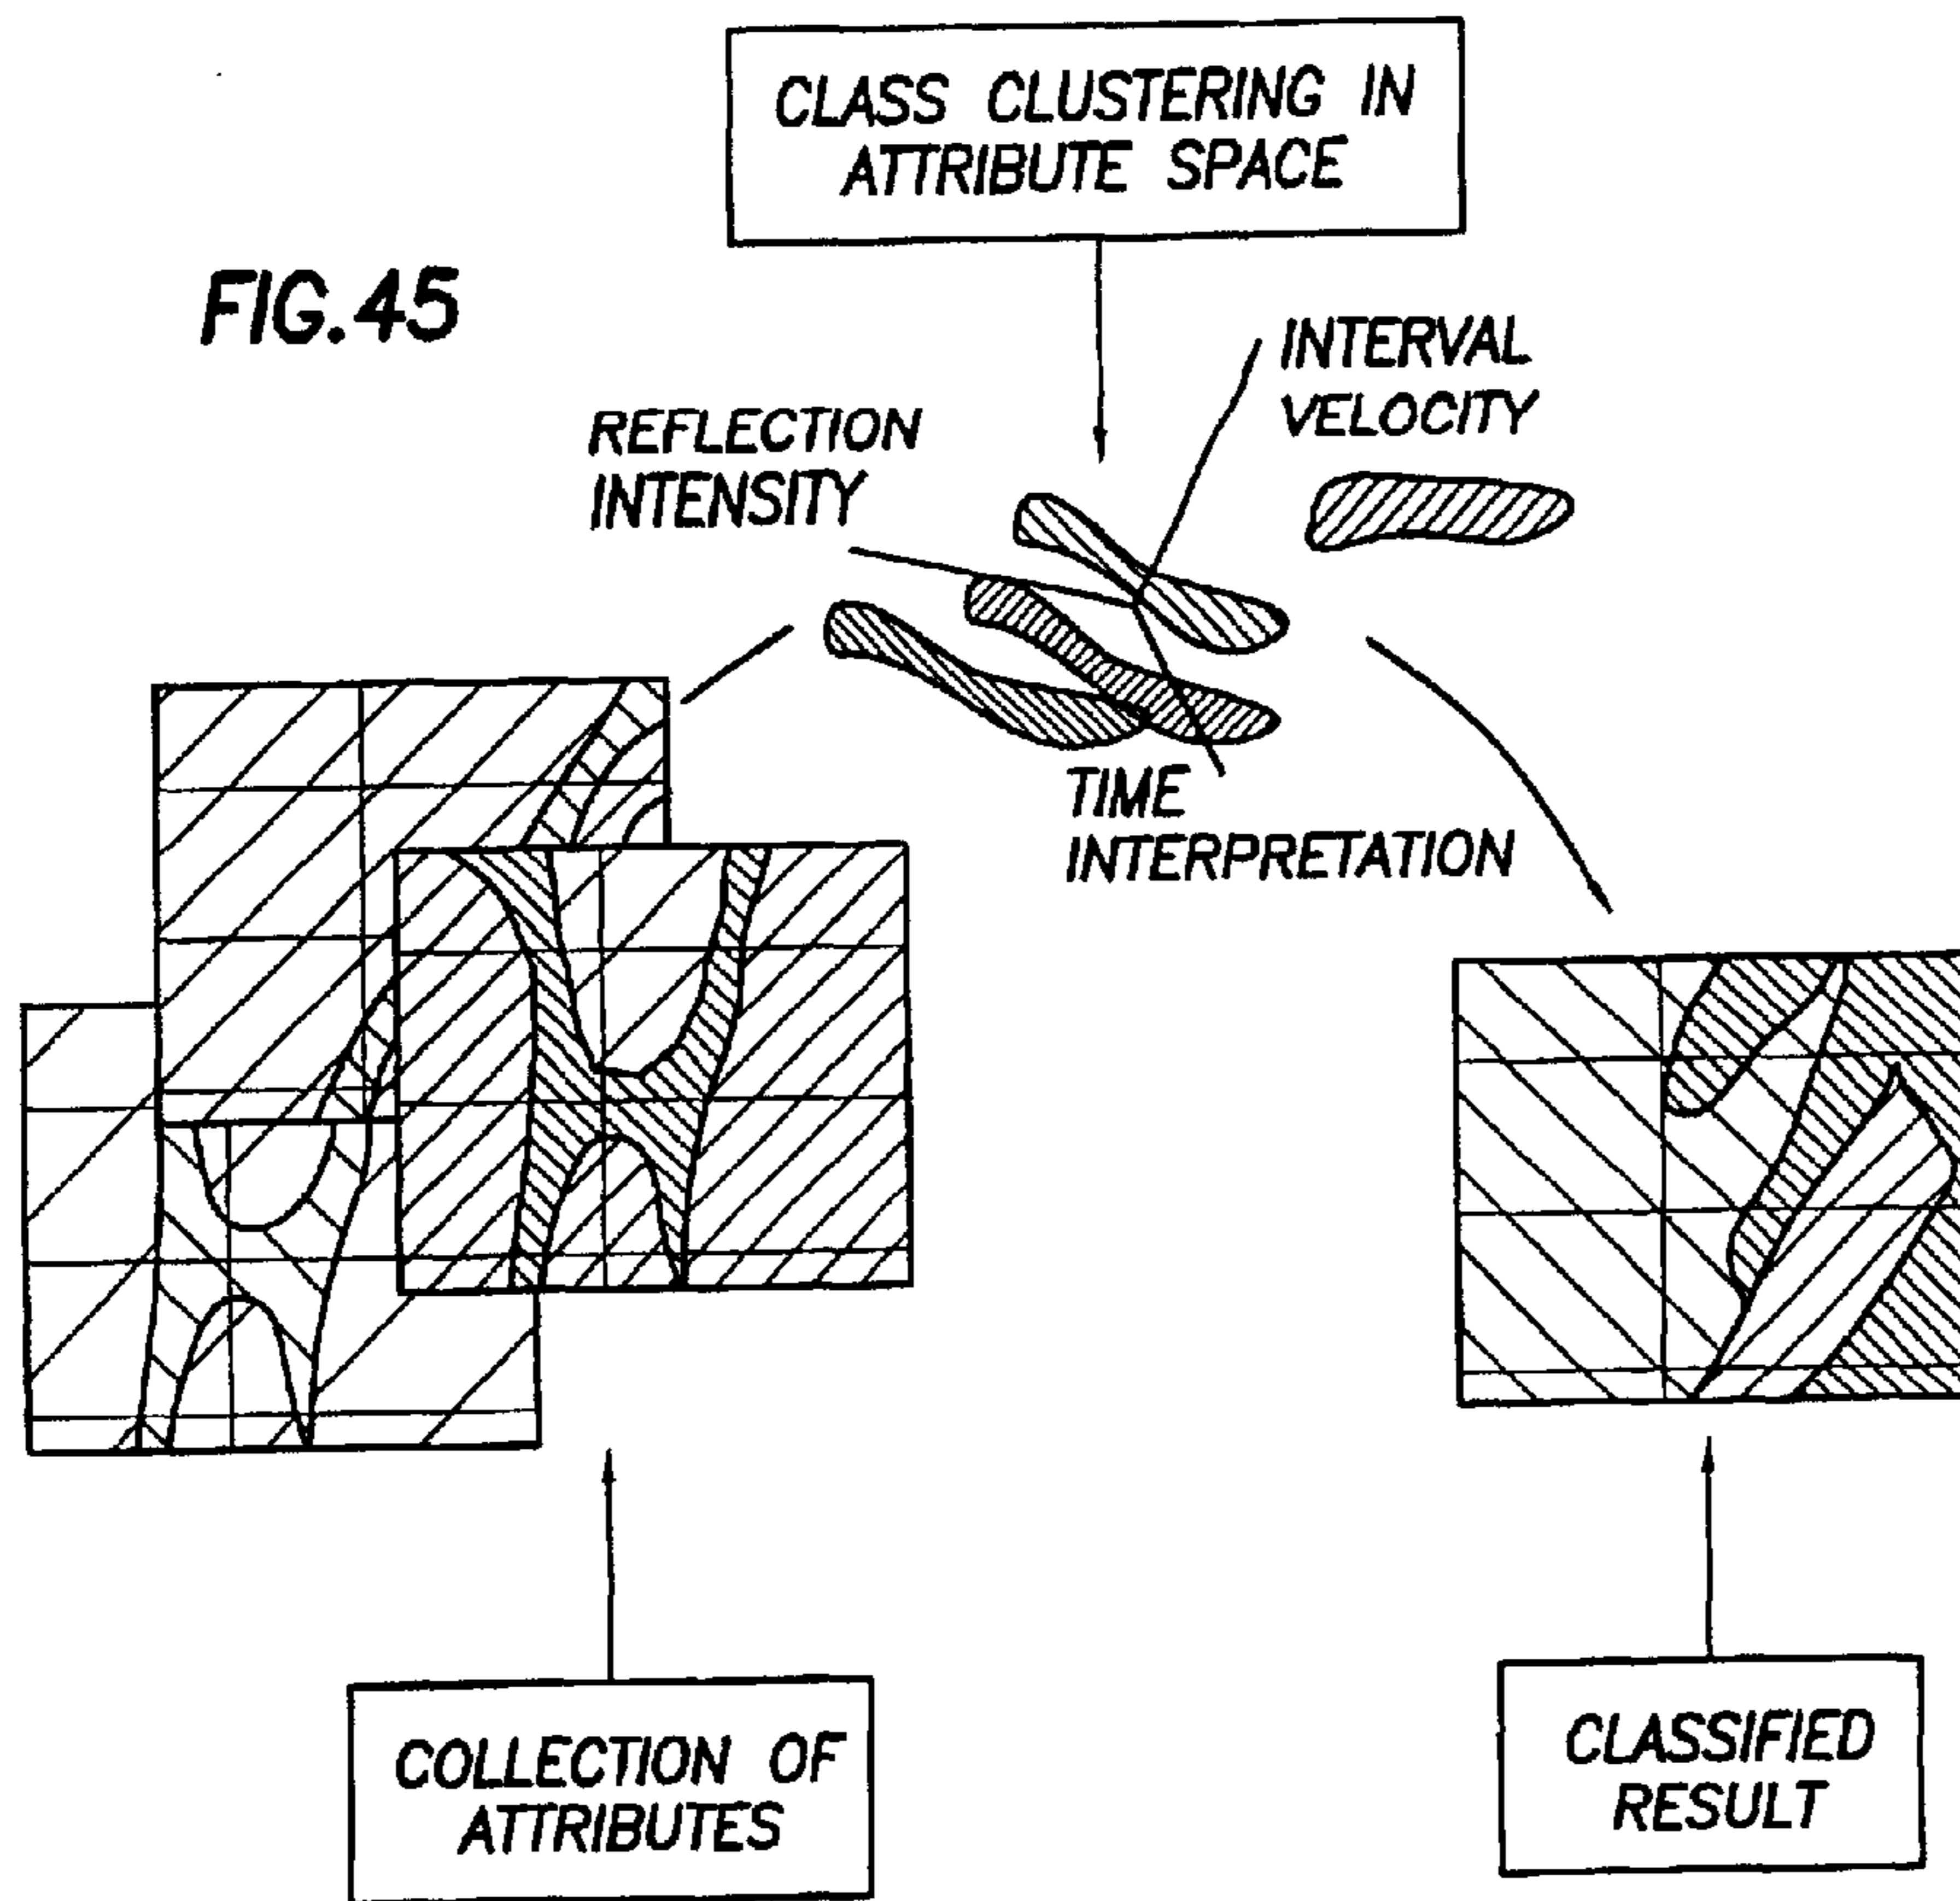 CLASS CLUSTERING IN
ATTRIBUTE SPACE
FIG.45
INTERVAL
VELOCITY
REFLECTION
INTENSITY
TIME
INTERPRETATION
COLLECTION OF
ATTRIBUTES
CLASSIFIED
RESULT